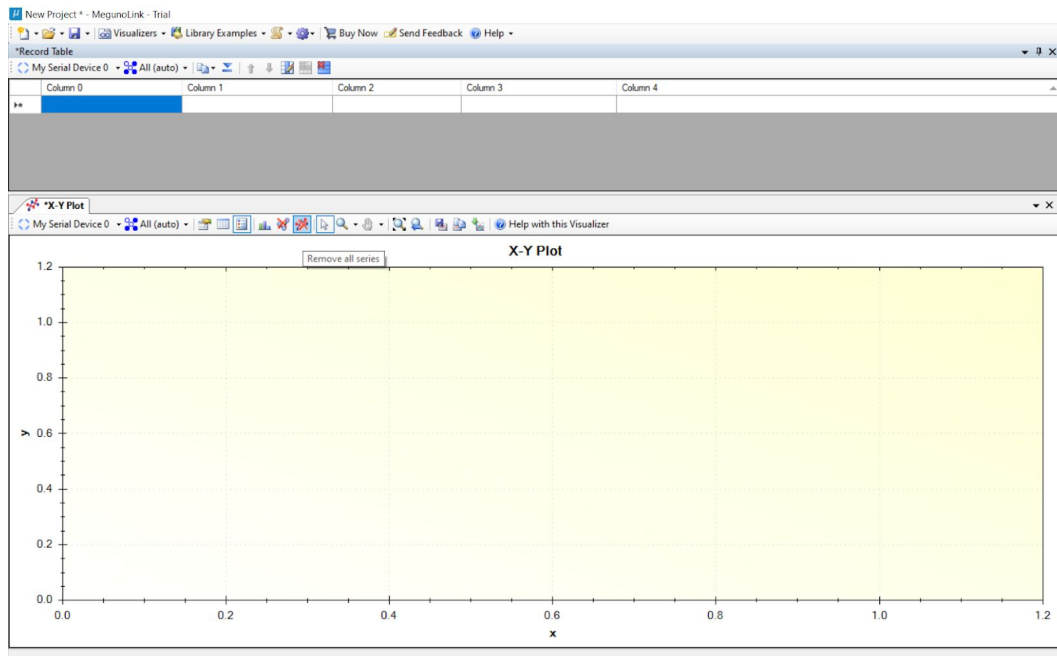 New Project * - MegunoLink - Trial
Visualizers Library Examples Buy Now Send Feedback Help
*Record Table
My Serial Device 0 All (auto)
Column 0 Column 1 Column 2 Column 3 Column 4
*X-Y Plot
My Serial Device 0 All (auto) Help with this Visualizer
X-Y Plot
Remove all series
1.2
1.0
0.8
y 0.6
0.4
0.2
0.0
0.0 0.2 0.4 0.6 0.8 1.0 1.2
x